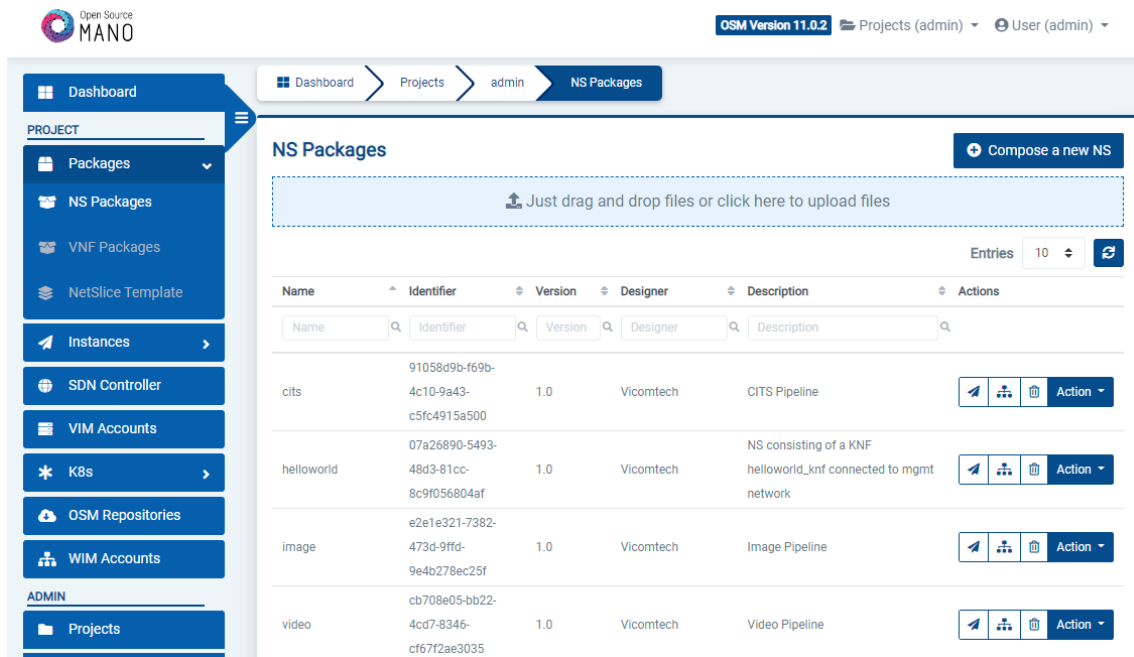 Open Source
MANO
OSM Version 11.0.2 Projects (admin) User (admin)
Dashboard
PROJECT
Packages
NS Packages
VNF Packages
NetSlice Template
Instances
SDN Controller
VIM Accounts
K8s
OSM Repositories
WIM Accounts
ADMIN
Projects
Dashboard Projects admin NS Packages
NS Packages
Compose a new NS
Just drag and drop files or click here to upload files
Entries 10
Name Identifier Version Designer Description Actions
Name Identifier Version Designer Description
91058d9b-f69b-
cits 4c10-9a43- 1.0 Vicomtech CITS Pipeline Action
c5fc4915a500
07a26890-5493- NS consisting of a KNF
helloworld 48d3-81cc- 1.0 Vicomtech helloworld_knf connected to mgmt Action
8c9f056804af network
e2e1e321-7382-
image 473d-9ffd- 1.0 Vicomtech Image Pipeline Action
9e4b278ec25f
cb708e05-bb22-
video 4cd7-8346- 1.0 Vicomtech Video Pipeline Action
cf67f2ae3035